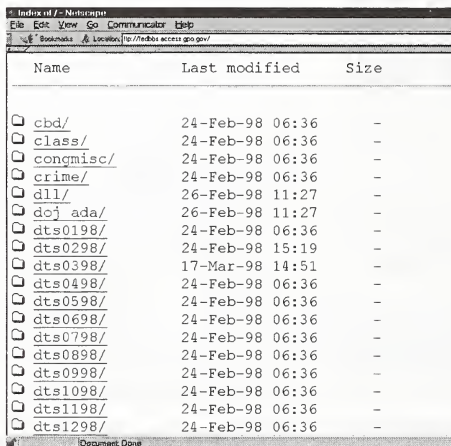 Index of / - Netscape
File Edit View Go Communicator Help
Bookmarks Location: ftp://fedbbs.access.gpo.gov/
Name Last modified Size
cbd/ 24-Feb-98 06:36 -
class/ 24-Feb-98 06:36 -
congmisc/ 24-Feb-98 06:36 -
crime/ 24-Feb-98 06:36 -
dll/ 26-Feb-98 11:27 -
doj ada/ 26-Feb-98 11:27 -
dts0198/ 24-Feb-98 06:36 -
dts0298/ 24-Feb-98 15:19 -
dts0398/ 17-Mar-98 14:51 -
dts0498/ 24-Feb-98 06:36 -
dts0598/ 24-Feb-98 06:36 -
dts0698/ 24-Feb-98 06:36 -
dts0798/ 24-Feb-98 06:36 -
dts0898/ 24-Feb-98 06:36 -
dts0998/ 24-Feb-98 06:36 -
dts1098/ 24-Feb-98 06:36 -
dts1198/ 24-Feb-98 06:36 -
dts1298/ 24-Feb-98 06:36 -
Document: Done